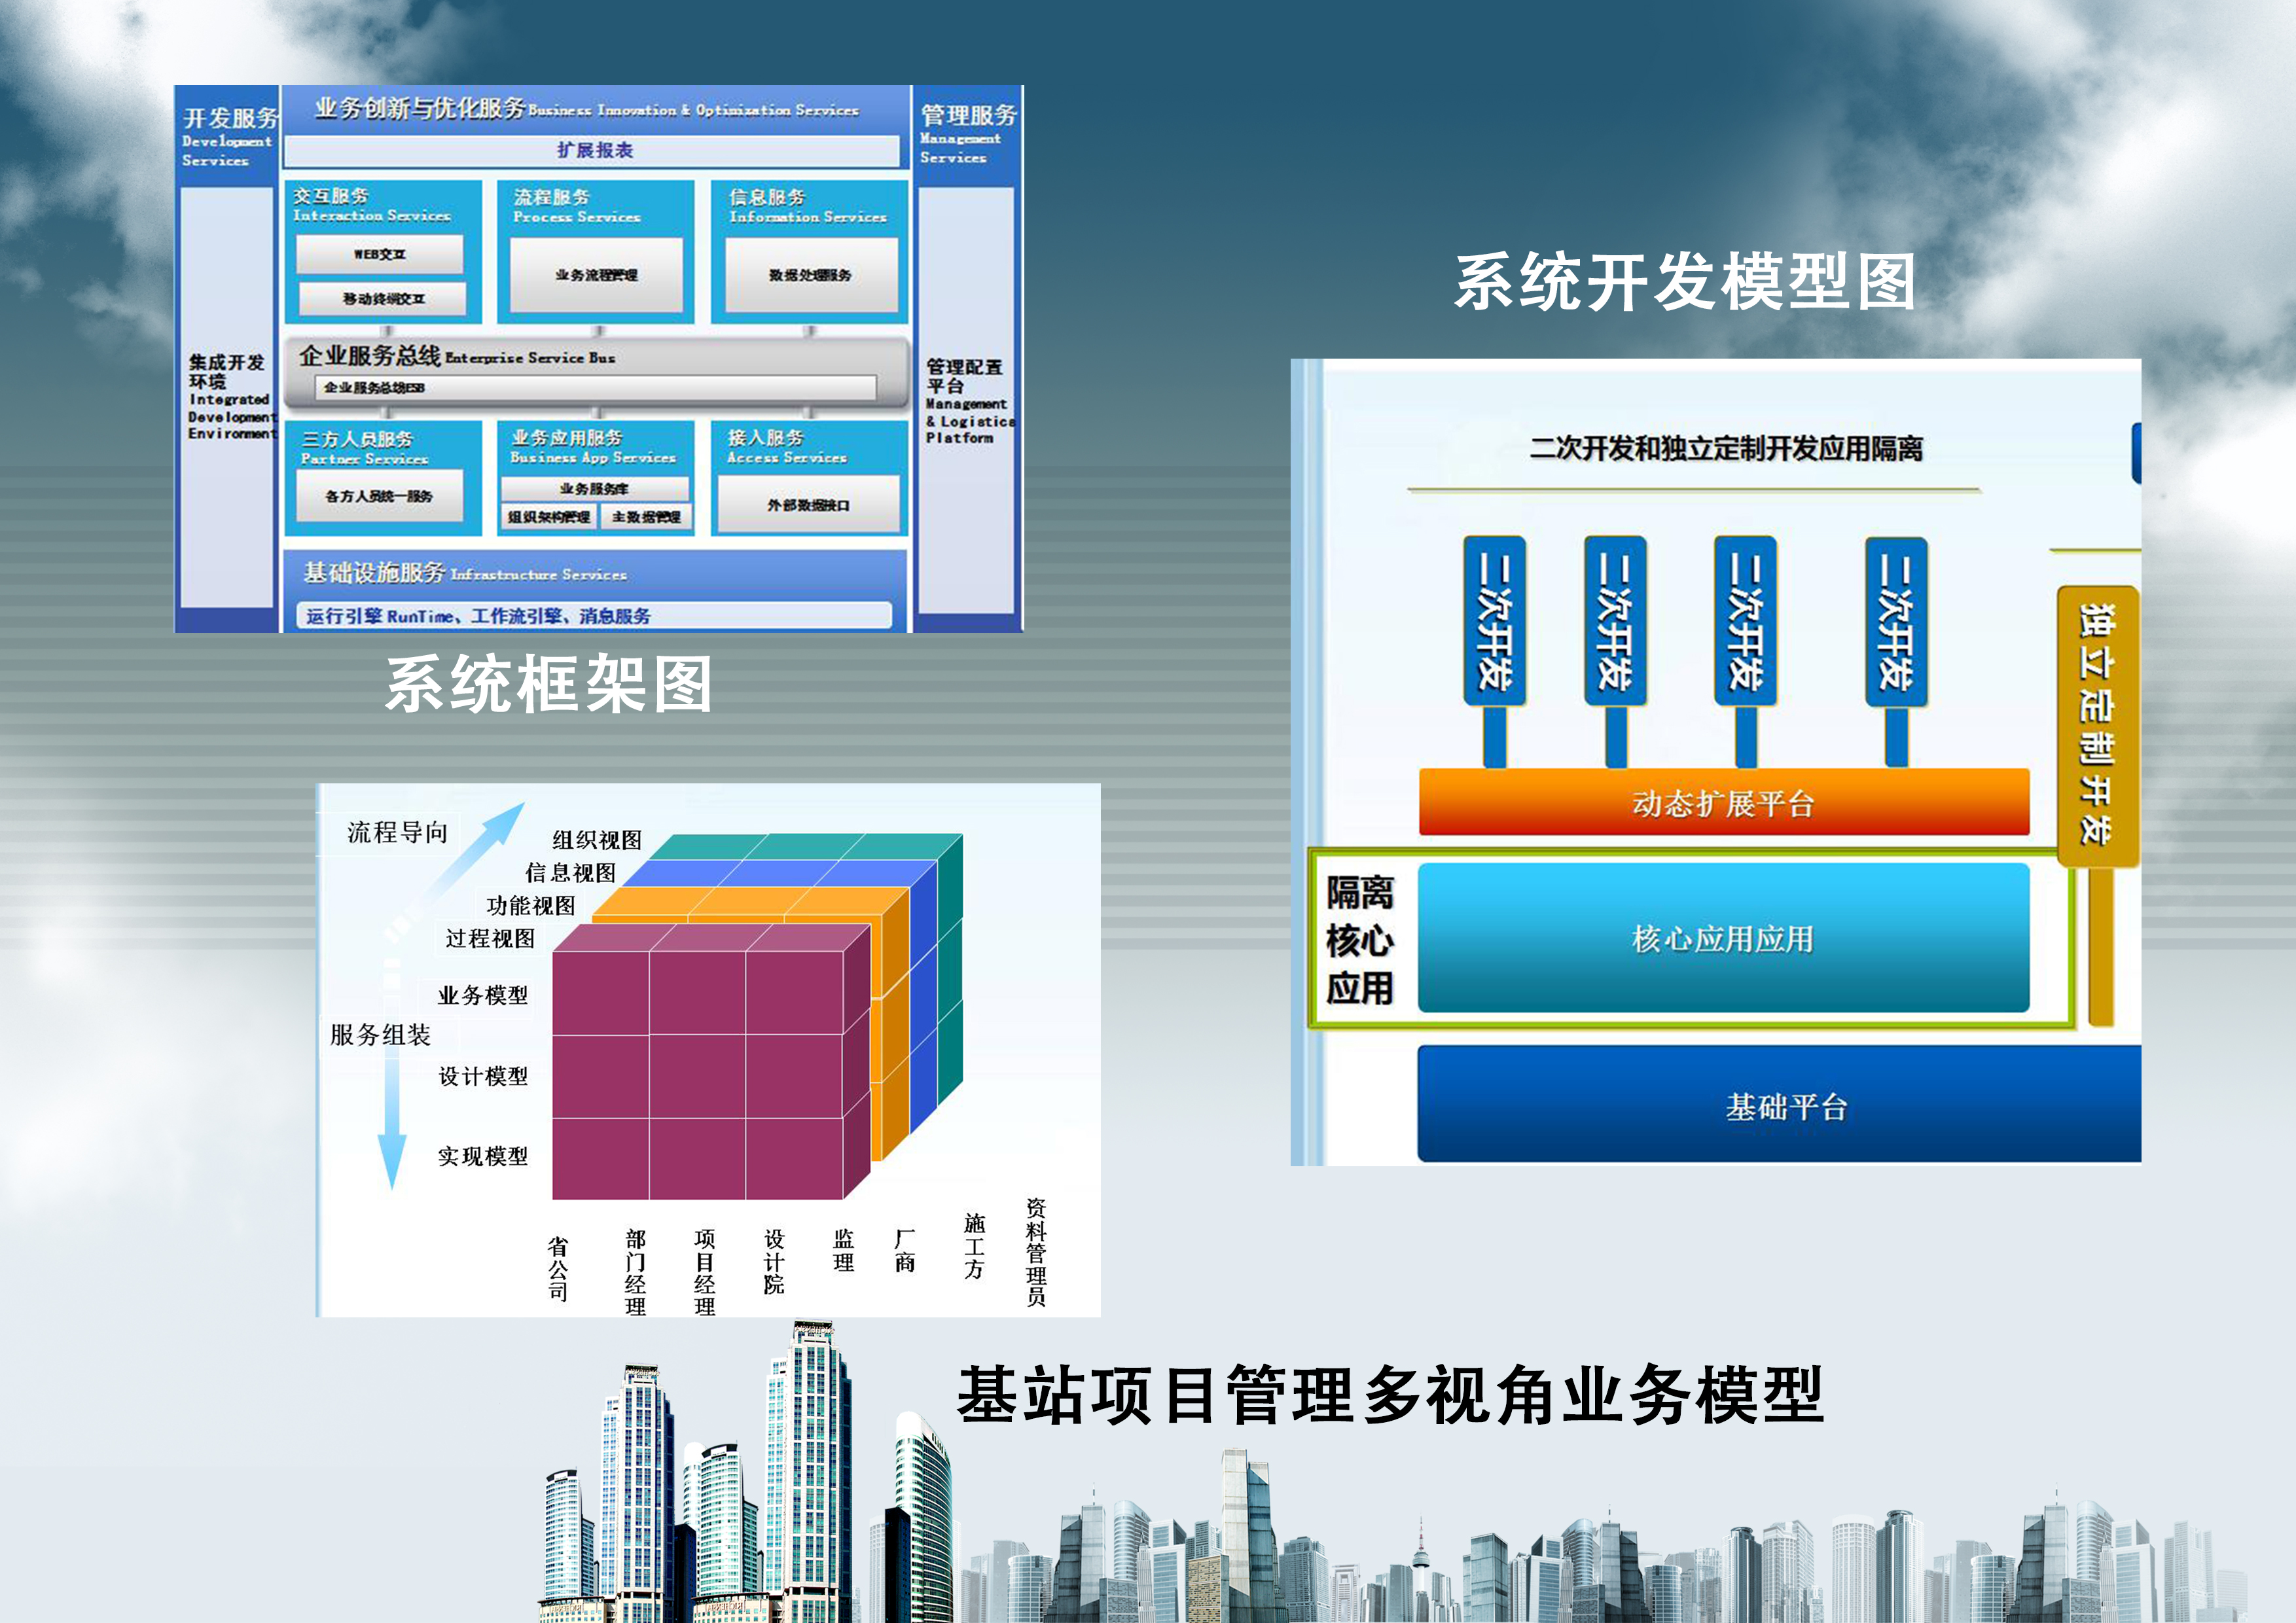 开发服务
Development
Services
集成开发
环境
Integrated
Development
Environment
业务创新与优化服务 Business Innovation & Optimization Services
扩展报表
交互服务
Interaction Services
WEB交互
移动终端交互
流程服务
Process Services
业务流程管理
信息服务
Information Services
数据处理服务
企业服务总线 Enterprise Service Bus
企业服务总线ESB
三方人员服务
Partner Services
各方人员统一服务
业务应用服务
Business App Services
业务服务库
组织架构管理
主数据管理
接入服务
Access Services
外部数据接口
基础设施服务 Infrastructure Services
运行引擎 RunTime、工作流引擎、消息服务
管理服务
Management
Services
管理配置
平台
Management
& Logistics
Platform
系统框架图
系统开发模型图
二次开发和独立定制开发应用隔离
二次开发
二次开发
二次开发
二次开发
独立定制开发
动态扩展平台
隔离
核心
应用
核心应用应用
基础平台
流程导向
组织视图
信息视图
功能视图
过程视图
业务模型
服务组装
设计模型
实现模型
省公司
部门经理
项目经理
设计院
监理
厂商
施工方
资料管理员
基站项目管理多视角业务模型